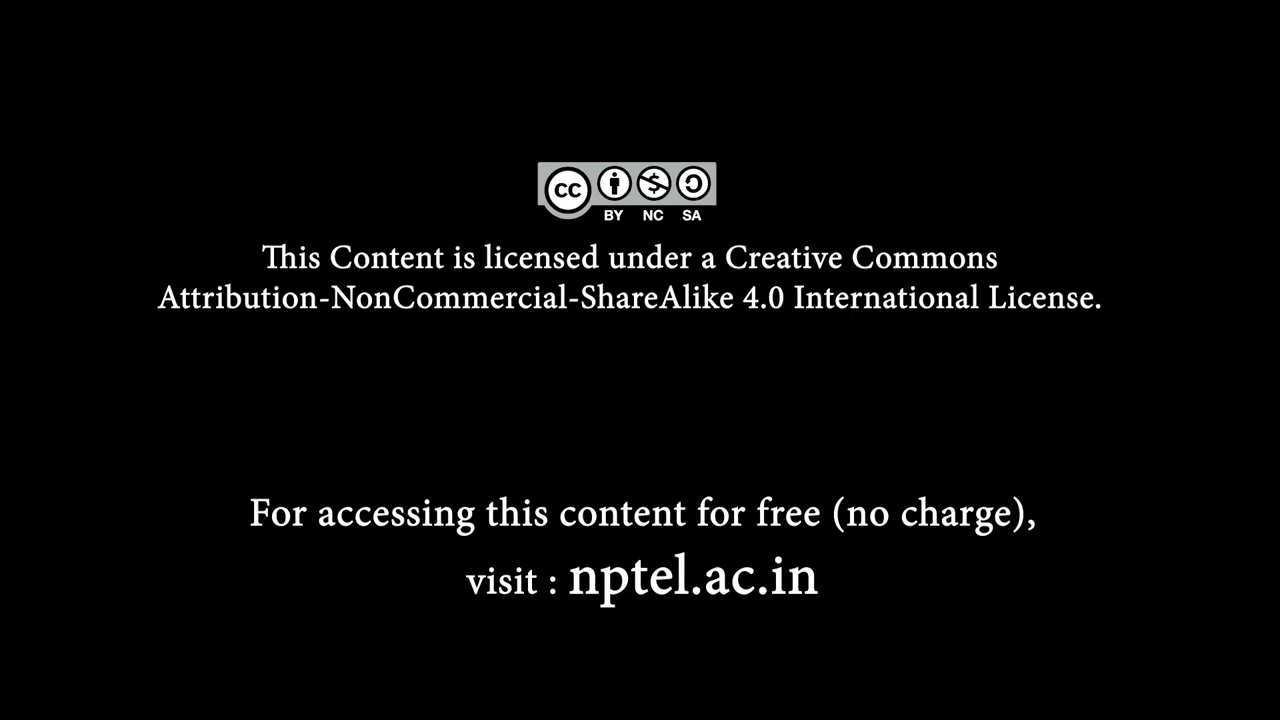 CC BY NC SA
This Content is licensed under a Creative Commons
Attribution-NonCommercial-ShareAlike 4.0 International License.
For accessing this content for free (no charge),
visit : nptel.ac.in